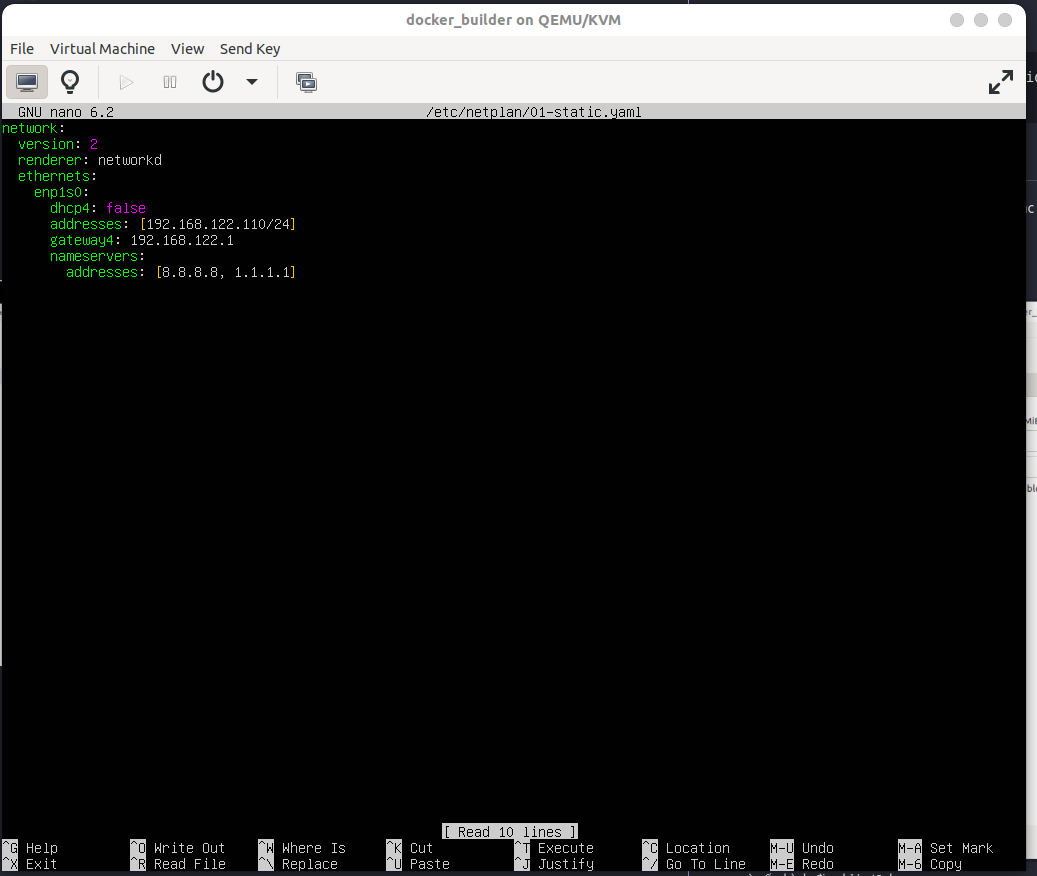 docker_builder on QEMU/KVM
File Virtual Machine View Send Key
GNU nano 6.2 /etc/netplan/01-static.yaml
network:
  version: 2
  renderer: networkd
  ethernets:
    enp1s0:
      dhcp4: false
      addresses: [192.168.122.110/24]
      gateway4: 192.168.122.1
      nameservers:
        addresses: [8.8.8.8, 1.1.1.1]
[ Read 10 lines ]
^G Help ^O Write Out ^W Where Is ^K Cut ^T Execute ^C Location M-U Undo M-A Set Mark
^X Exit ^R Read File ^\ Replace ^U Paste ^J Justify ^/ Go To Line M-E Redo M-6 Copy